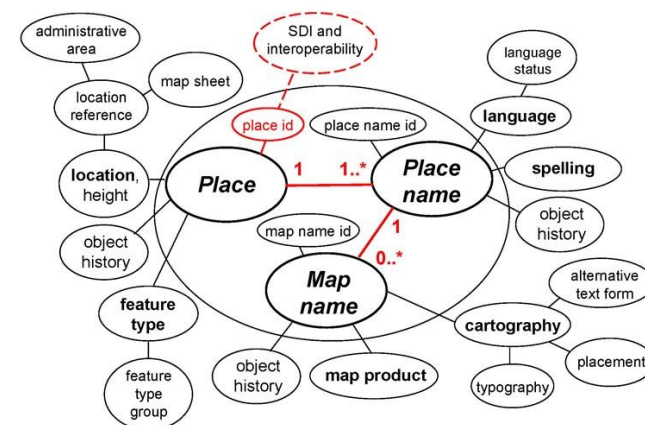 administrative
area
SDI and
interoperability
language
status
location
reference
map sheet
language
place id
place name id
location,
height
Place
1
1..*
Place
name
spelling
object
history
map name id
1
0..*
object
history
Map
name
alternative
text form
feature
type
cartography
object
history
map product
placement
feature
type
group
typography